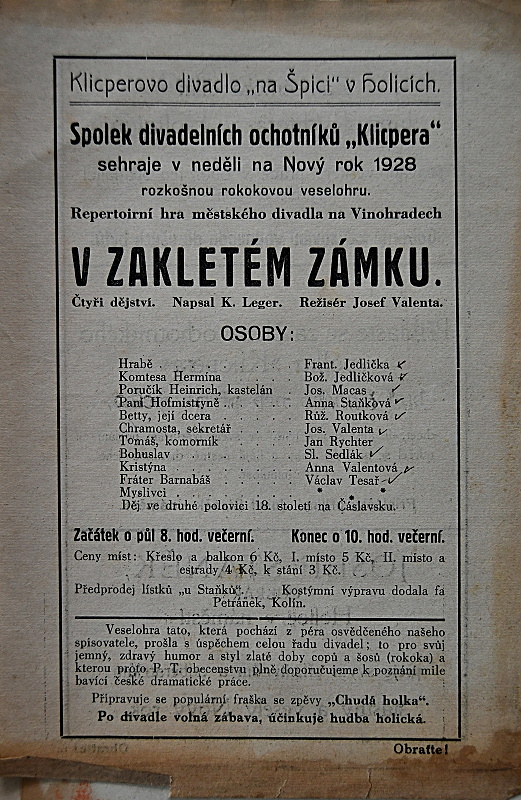 Klicperovo divadlo „na Špici" v Holicích.
Spolek divadelních ochotníků „Klicpera"
sehraje v neděli na Nový rok 1928
rozkošnou rokokovou veselohru.
Repertoirní hra městského divadla na Vinohradech
V ZAKLETÉM ZÁMKU.
Čtyři dějství. Napsal K. Leger. Režisér Josef Valenta.
OSOBY:
Hrabě . . . . . . . . Frant. Jedlička
Komtesa Hermína . . . . Bož. Jedličková
Poručík Heinrich, kastelán Jos. Macas
Paní Hofmistryně . . . . Anna Staňková
Betty, její dcera . . . . Růž. Routková
Chramosta, sekretář . . . Jos. Valenta
Tomáš, komorník . . . . Jan Rychter
Bohuslav . . . . . . . Sl. Sedlák
Kristýna . . . . . . . Anna Valentová
Fráter Barnabáš . . . . Václav Tesař
Myslivci . . . . . . . * * *
Děj ve druhé polovici 18. století na Čáslavsku.
Začátek o půl 8. hod. večerní. Konec o 10. hod. večerní.
Ceny míst: Křeslo a balkon 6 Kč, I. místo 5 Kč, II. místo a
estrady 4 Kč, k stání 3 Kč.
Předprodej lístků „u Staňků". Kostýmní výpravu dodala fa
Petránek, Kolín.
Veselohra tato, která pochází z péra osvědčeného našeho
spisovatele, prošla s úspěchem celou řadu divadel; to pro svůj
jemný, zdravý humor a styl zlaté doby copů a šosů (rokoka) a
kterou proto P. T. obecenstvu plně doporučujeme k poznání mile
bavící české dramatické práce.
Připravuje se populární fraška se zpěvy „Chudá holka".
Po divadle volná zábava, účinkuje hudba holická.
Obraťte!